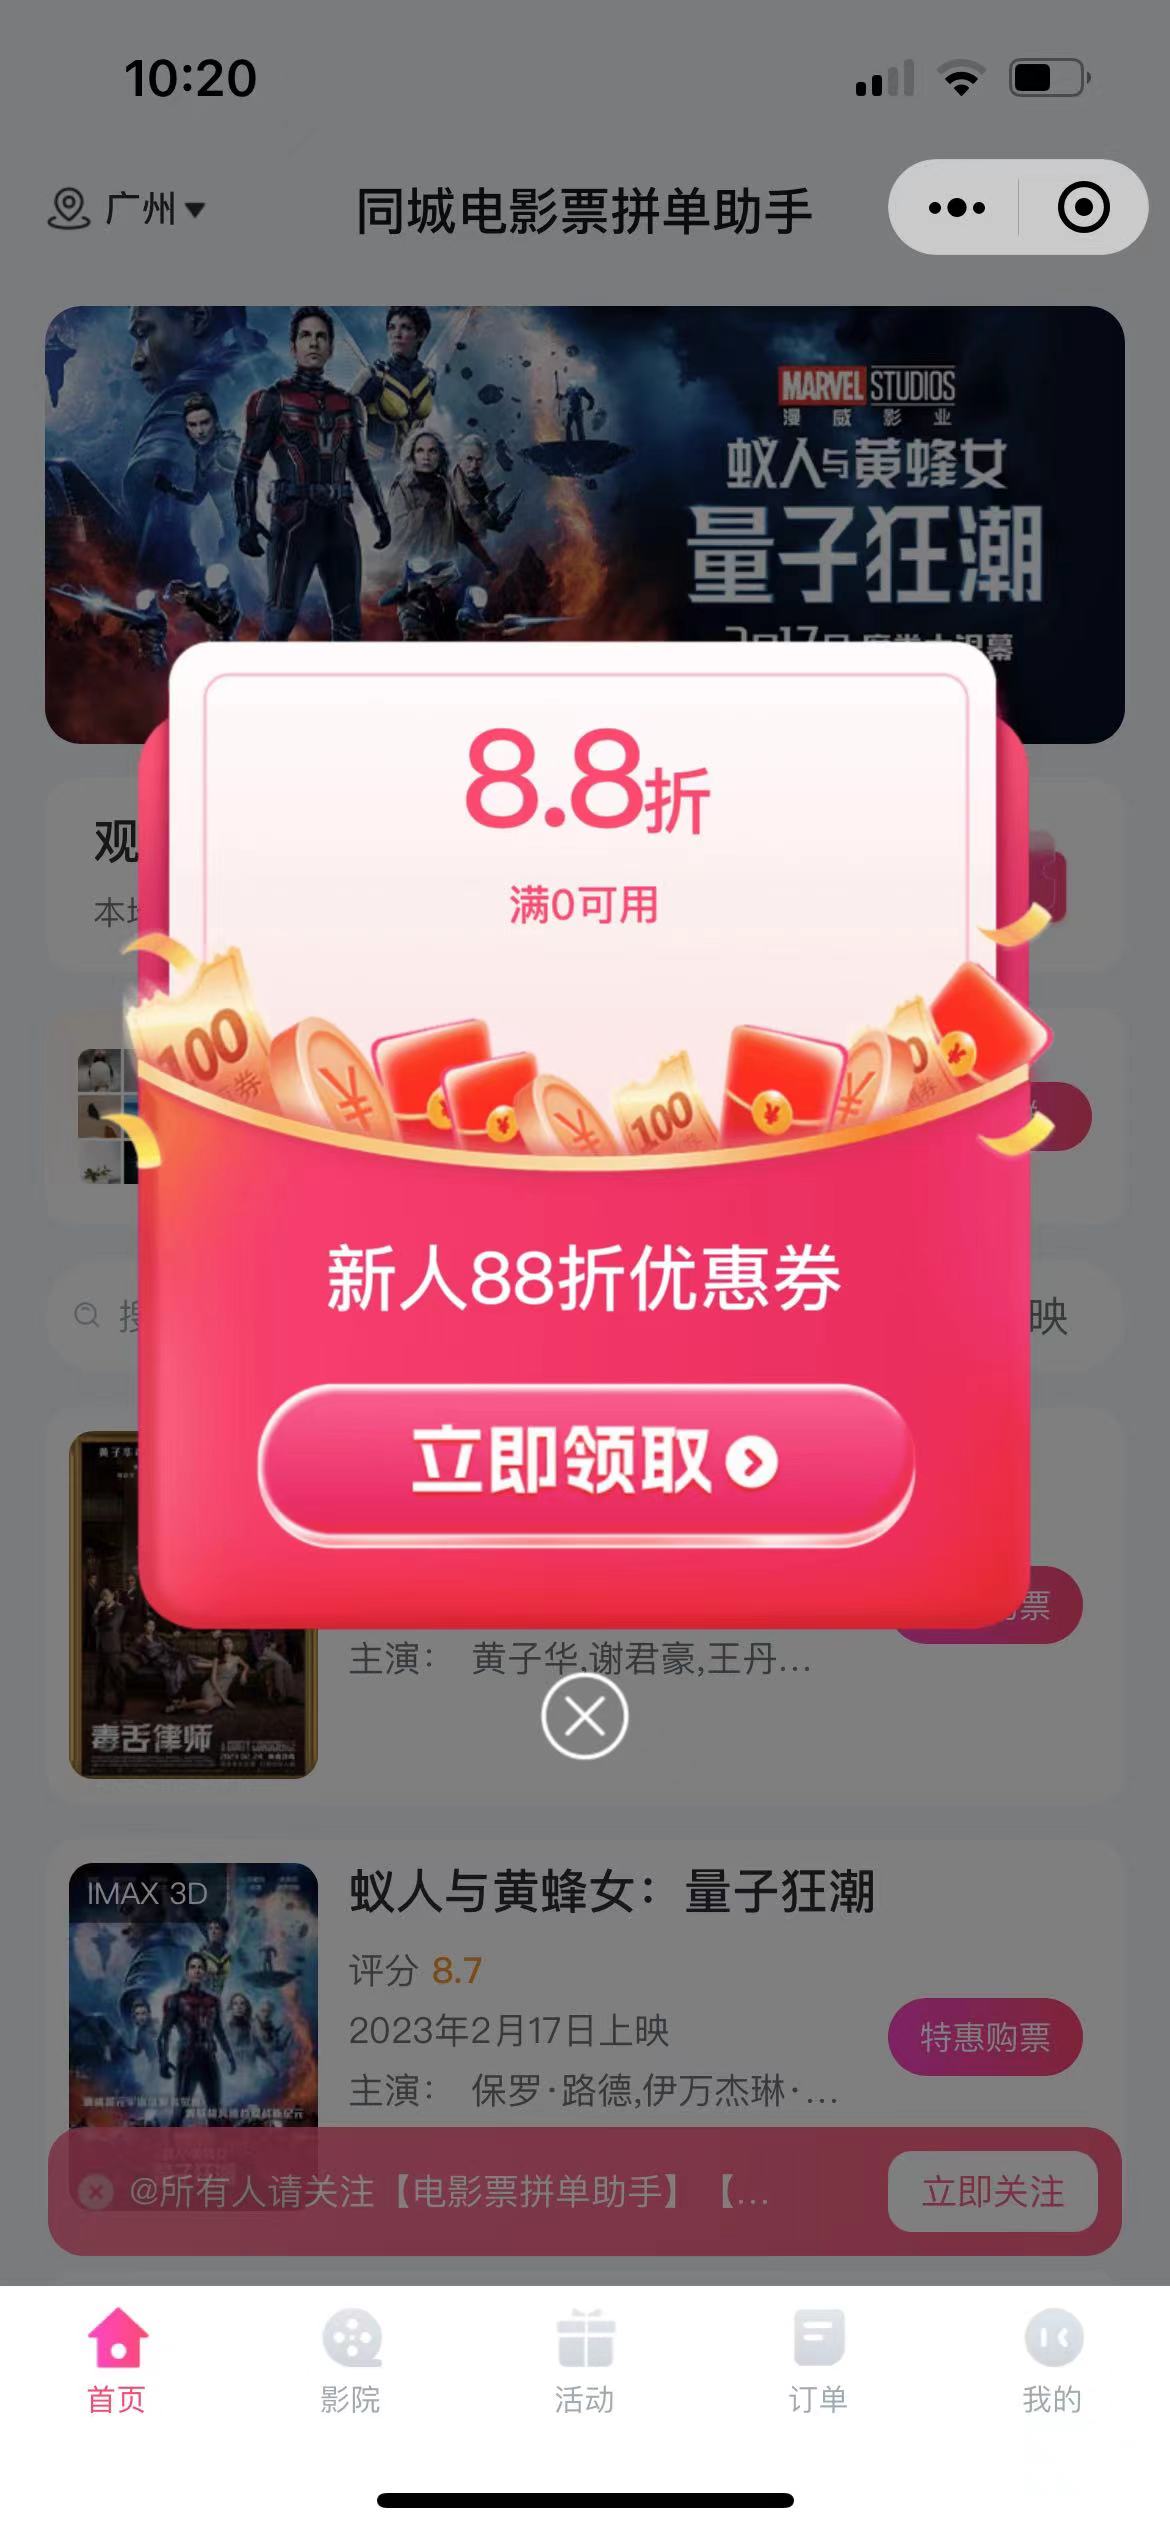 10:20
广州
同城电影票拼单助手
MARVEL STUDIOS
漫威影业
蚁人与黄蜂女
量子狂潮
8.8折
满0可用
观
本
100
100
新人88折优惠券
映
立即领取
票
主演： 黄子华,谢君豪,王丹...
毒舌律师
IMAX 3D
蚁人与黄蜂女：量子狂潮
评分 8.7
2023年2月17日上映
特惠购票
主演： 保罗·路德,伊万杰琳·...
@所有人请关注【电影票拼单助手】【...
立即关注
首页
影院
活动
订单
我的